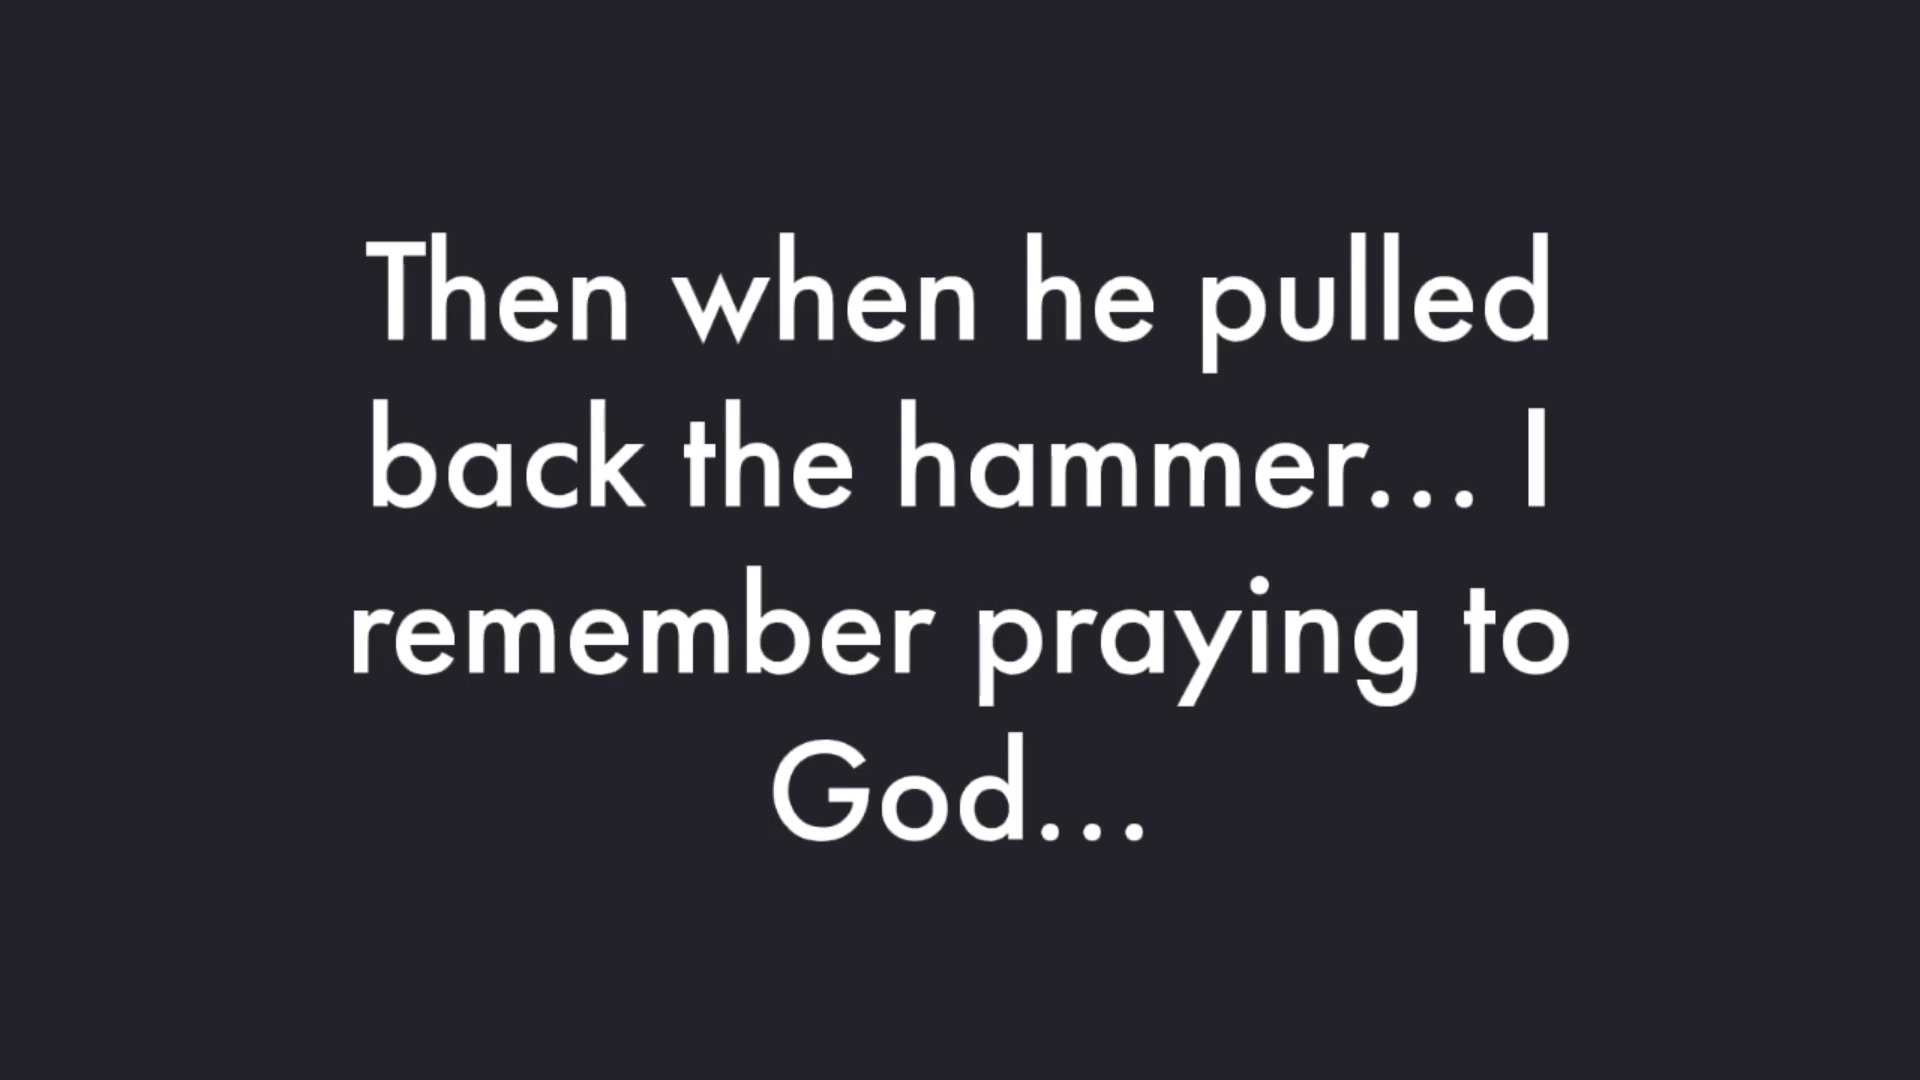 Then when he pulled
back the hammer... I
remember praying to
God...